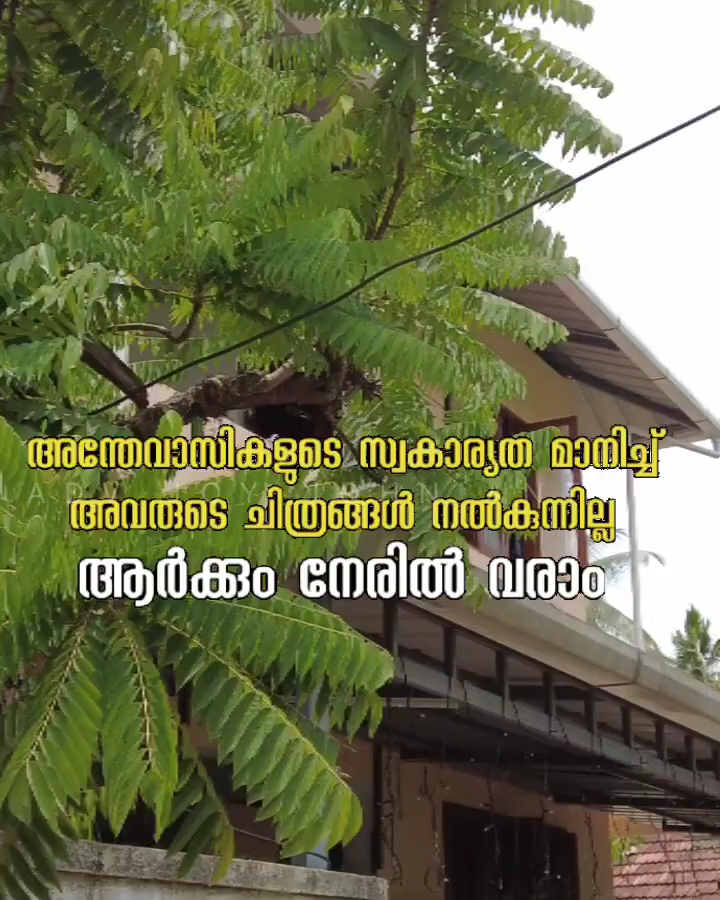 അന്തേവാസികളുടെ സ്വകാര്യത മാനിച്ച്
അവരുടെ ചിത്രങ്ങൾ നൽകുന്നില്ല
ആർക്കും നേരിൽ വരാം